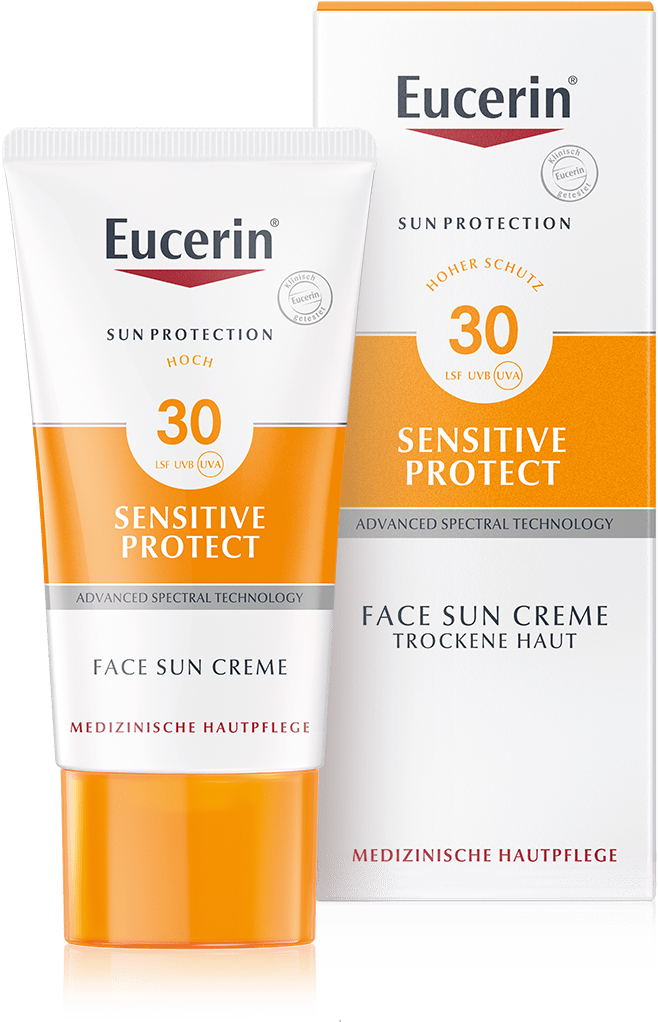 Eucerin®
Klinisch
Eucerin
getestet
SUN PROTECTION
HOCH
30
LSF UVB UVA
SENSITIVE
PROTECT
ADVANCED SPECTRAL TECHNOLOGY
FACE SUN CREME
MEDIZINISCHE HAUTPFLEGE
Eucerin®
Klinisch
Eucerin
getestet
SUN PROTECTION
HOHER SCHUTZ
30
LSF UVB UVA
SENSITIVE
PROTECT
ADVANCED SPECTRAL TECHNOLOGY
FACE SUN CREME
TROCKENE HAUT
MEDIZINISCHE HAUTPFLEGE